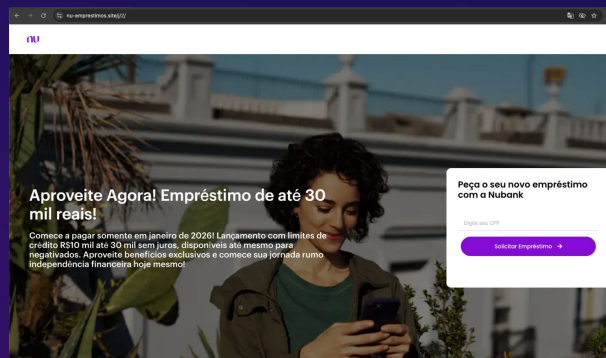 nu-emprestimos.site/j2/
nu
Aproveite Agora! Empréstimo de até 30
mil reais!
Comece a pagar somente em janeiro de 2026! Lançamento com limites de
crédito RS10 mil até 30 mil sem juros, disponíveis até mesmo para
negativados. Aproveite benefícios exclusivos e comece sua jornada rumo
independência financeira hoje mesmo!
Peça o seu novo empréstimo
com a Nubank
Digite seu CPF
Solicitar Empréstimo →